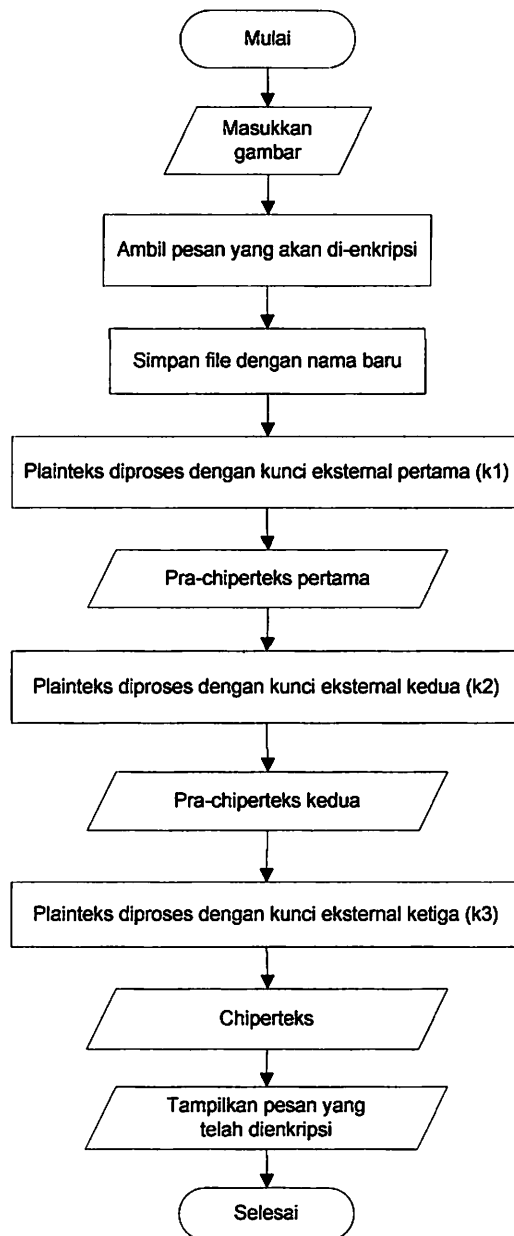 Mulai
Masukkan
gambar
Ambil pesan yang akan di-enkripsi
Simpan file dengan nama baru
Plainteks diproses dengan kunci eksternal pertama (k1)
Pra-chiperteks pertama
Plainteks diproses dengan kunci eksternal kedua (k2)
Pra-chiperteks kedua
Plainteks diproses dengan kunci eksternal ketiga (k3)
Chiperteks
Tampilkan pesan yang
telah dienkripsi
Selesai